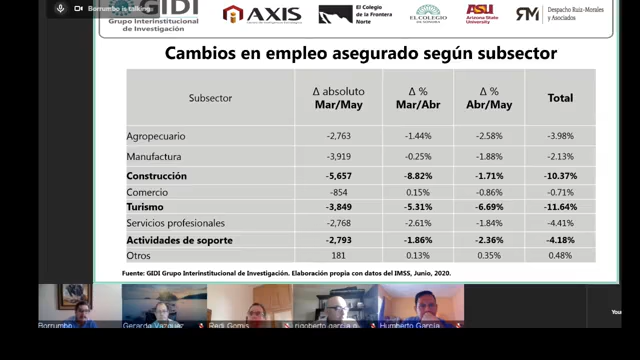 Borrumbo is talking
GIDI
Grupo Interinstitucional
de Investigación
AXIS
El Colegio
de la Frontera
Norte
EL COLEGIO
DE SONORA
ASU
Arizona State
University
RM
Despacho Ruiz-Morales
y Asociados
Cambios en empleo asegurado según subsector
Subsector
Δ absoluto
Mar/May
Δ %
Mar/Abr
Δ %
Abr/May
Total
Agropecuario -2,763 -1.44% -2.58% -3.98%
Manufactura -3,919 -0.25% -1.88% -2.13%
Construcción -5,657 -8.82% -1.71% -10.37%
Comercio -854 0.15% -0.86% -0.71%
Turismo -3,849 -5.31% -6.69% -11.64%
Servicios profesionales -2,768 -2.61% -1.84% -4.41%
Actividades de soporte -2,793 -1.86% -2.36% -4.18%
Otros 181 0.13% 0.35% 0.48%
Fuente: GIDI Grupo Interinstitucional de Investigación. Elaboración propia con datos del IMSS, Junio, 2020.
You
Borrumbo
Gerardo Vazquez
Redi Gomis
rigoberto garcia o
Humberto García